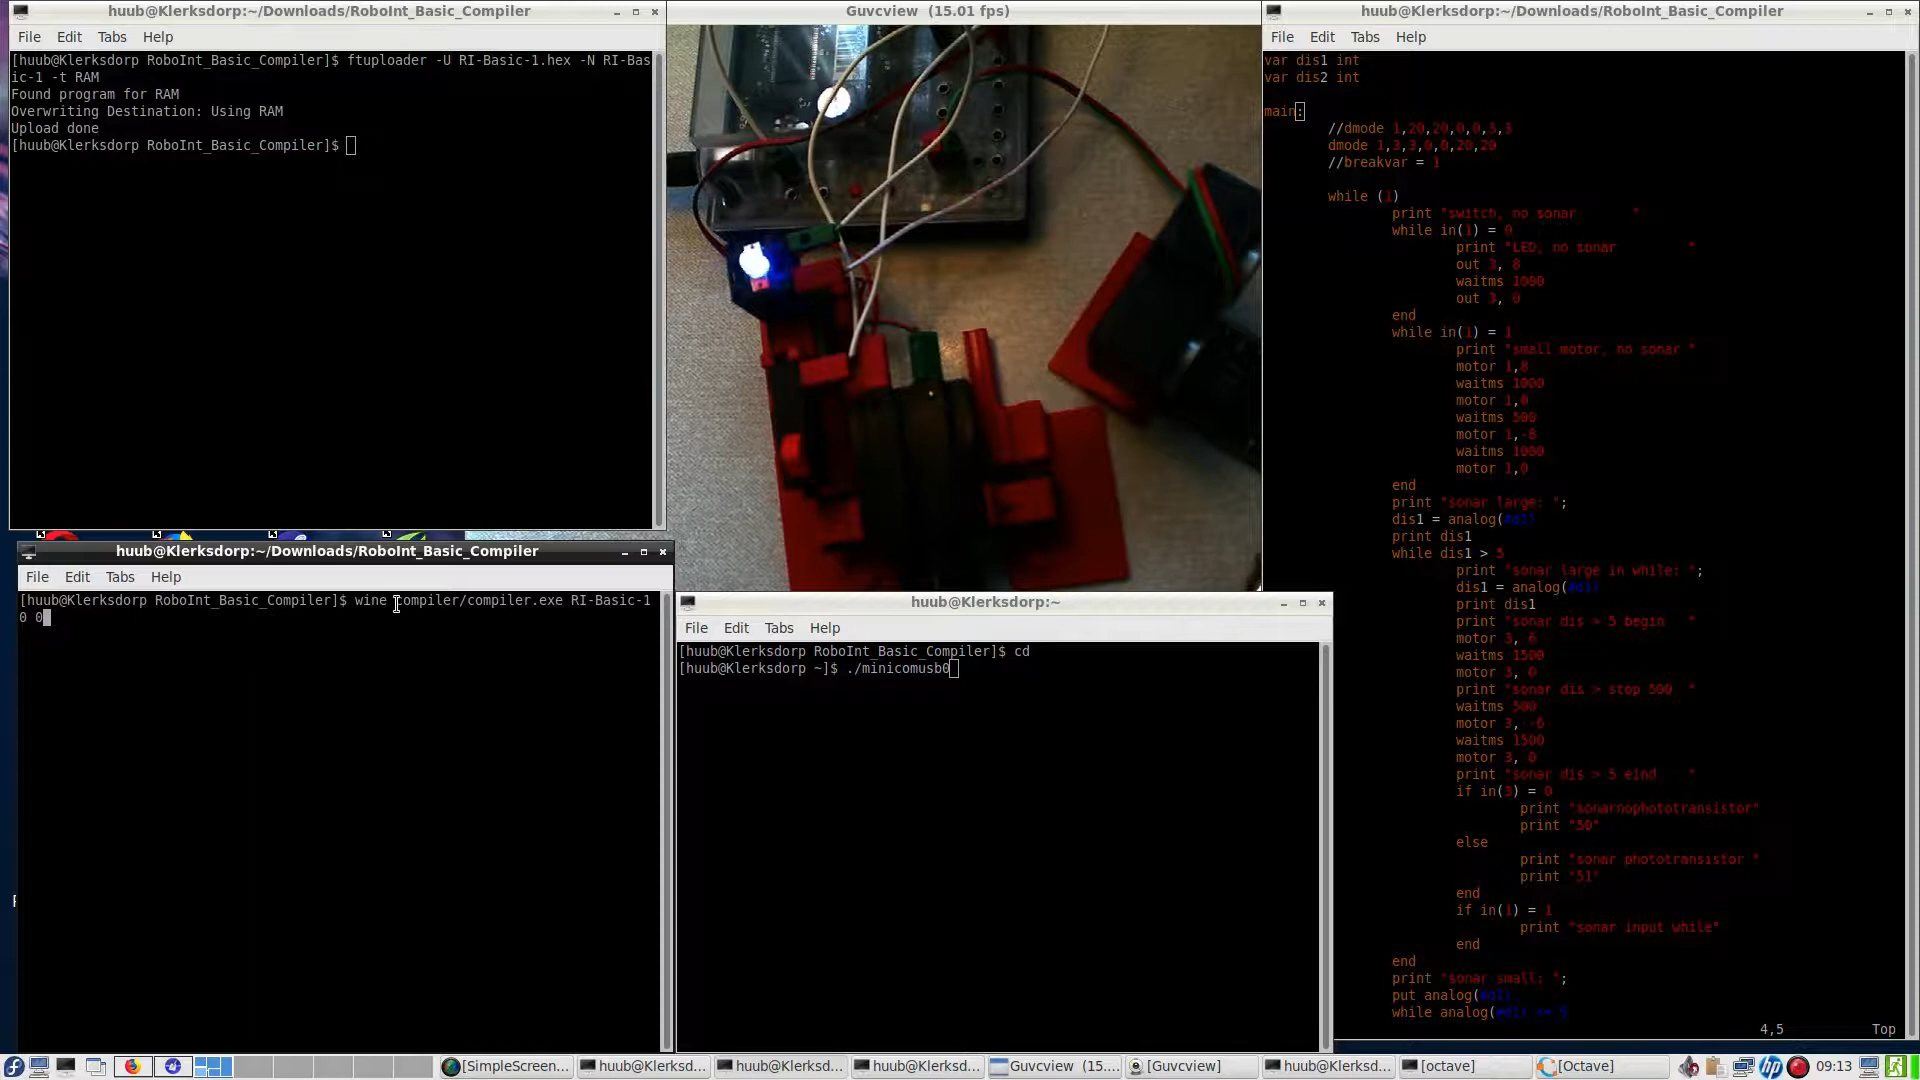 huub@Klerksdorp:~/Downloads/RoboInt_Basic_Compiler
File Edit Tabs Help
[huub@Klerksdorp RoboInt_Basic_Compiler]$ ftuploader -U RI-Basic-1.hex -N RI-Bas
ic-1 -t RAM
Found program for RAM
Overwriting Destination: Using RAM
Upload done
[huub@Klerksdorp RoboInt_Basic_Compiler]$
huub@Klerksdorp:~/Downloads/RoboInt_Basic_Compiler
File Edit Tabs Help
[huub@Klerksdorp RoboInt_Basic_Compiler]$ wine compiler/compiler.exe RI-Basic-1
0 0
Guvcview (15.01 fps)
huub@Klerksdorp:~
File Edit Tabs Help
[huub@Klerksdorp RoboInt_Basic_Compiler]$ cd
[huub@Klerksdorp ~]$ ./minicomusb0
huub@Klerksdorp:~/Downloads/RoboInt_Basic_Compiler
File Edit Tabs Help
var dis1 int
var dis2 int
main:
//dmode 1,20,20,0,0,3,3
dmode 1,3,3,0,0,20,20
//breakvar = 1
while (1)
print "switch, no sonar "
while in(1) = 0
print "LED, no sonar "
out 3, 8
waitms 1000
out 3, 0
end
while in(1) = 1
print "small motor, no sonar "
motor 1,8
waitms 1000
motor 1,0
waitms 500
motor 1,-8
waitms 1000
motor 1,0
end
print "sonar large: ";
dis1 = analog(#d1)
print dis1
while dis1 > 5
print "sonar large in while: ";
dis1 = analog(#d1)
print dis1
print "sonar dis > 5 begin "
motor 3, 6
waitms 1500
motor 3, 0
print "sonar dis > stop 500 "
waitms 500
motor 3, -6
waitms 1500
motor 3, 0
print "sonar dis > 5 eind "
if in(3) = 0
print "sonarnophototransistor"
print "50"
else
print "sonar phototransistor "
print "51"
end
if in(1) = 1
print "sonar input while"
end
end
print "sonar small: ";
put analog(
while analog(
4,5 Top
[SimpleScreen...
huub@Klerksd...
huub@Klerksd...
huub@Klerksd...
Guvcview (15....
[Guvcview]
huub@Klerksd...
[octave]
[Octave]
09:13